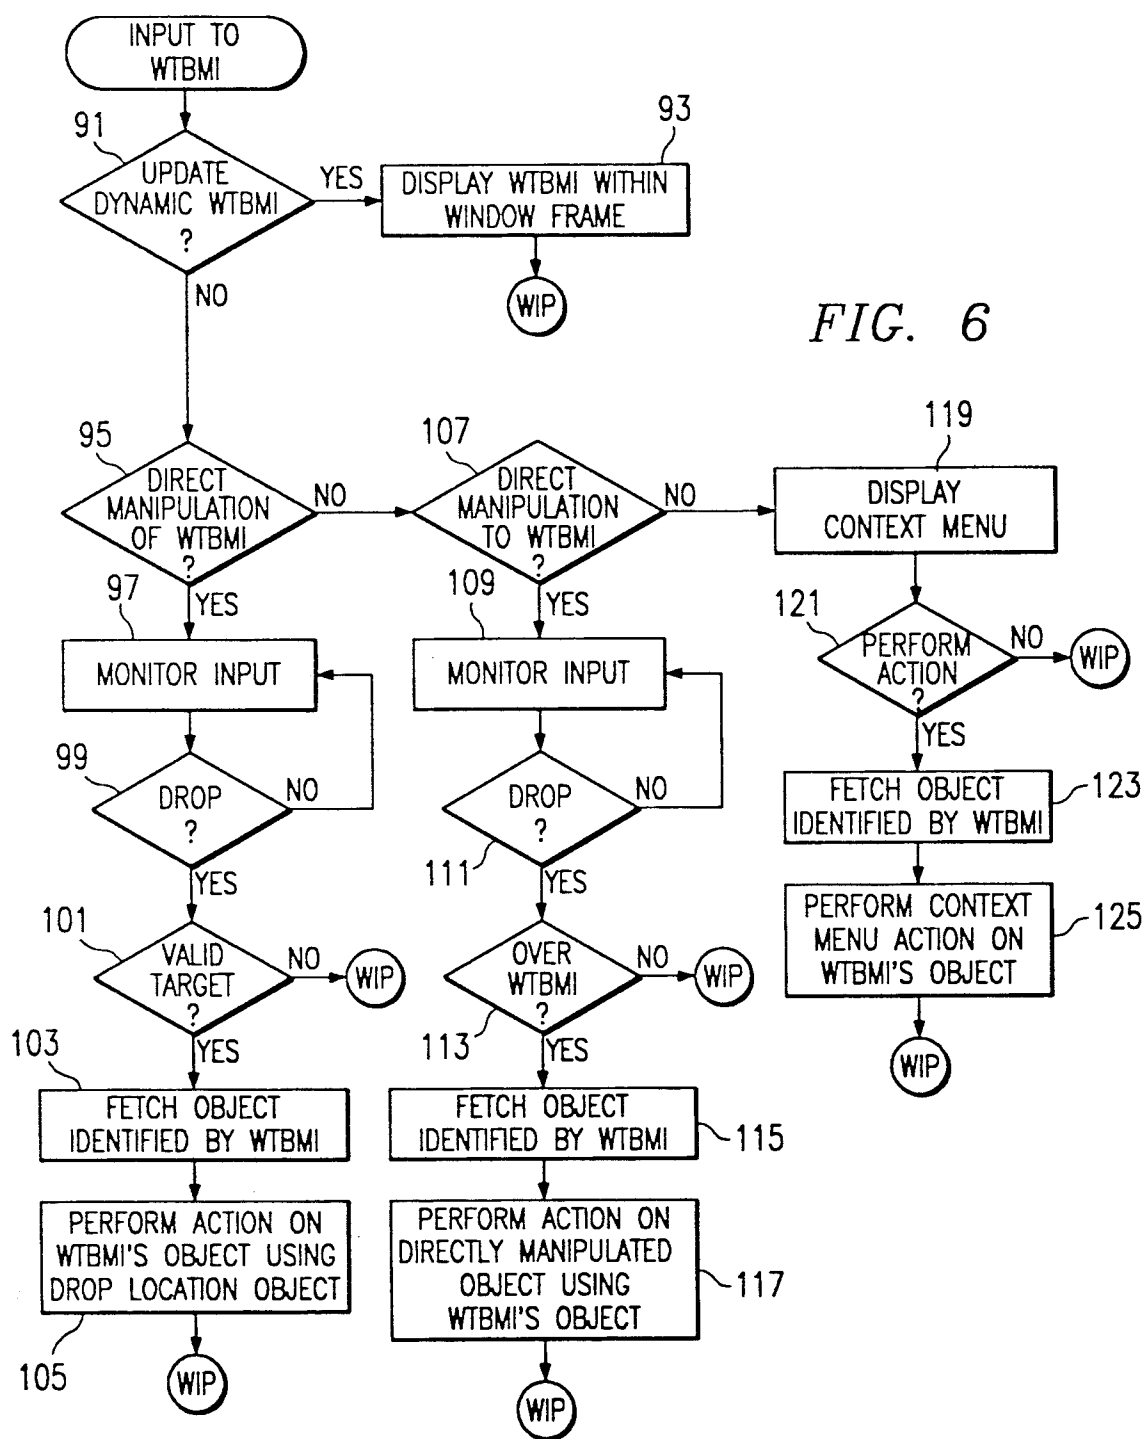 INPUT TO
WTBMI
91
UPDATE
DYNAMIC WTBMI
?
YES
93
DISPLAY WTBMI WITHIN
WINDOW FRAME
WIP
NO
FIG. 6
95
DIRECT
MANIPULATION
OF WTBMI
?
NO
107
DIRECT
MANIPULATION
TO WTBMI
?
NO
119
DISPLAY
CONTEXT MENU
YES
97
MONITOR INPUT
99
DROP
?
NO
YES
101
VALID
TARGET
?
NO
WIP
YES
103
FETCH OBJECT
IDENTIFIED BY WTBMI
PERFORM ACTION ON
WTBMI'S OBJECT USING
DROP LOCATION OBJECT
105
WIP
YES
109
MONITOR INPUT
DROP
?
NO
111
YES
OVER
WTBMI
?
NO
WIP
113
YES
FETCH OBJECT
IDENTIFIED BY WTBMI
115
PERFORM ACTION ON
DIRECTLY MANIPULATED
OBJECT USING
WTBMI'S OBJECT
117
WIP
121
PERFORM
ACTION
?
NO
WIP
YES
FETCH OBJECT
IDENTIFIED BY WTBMI
123
PERFORM CONTEXT
MENU ACTION ON
WTBMI'S OBJECT
125
WIP